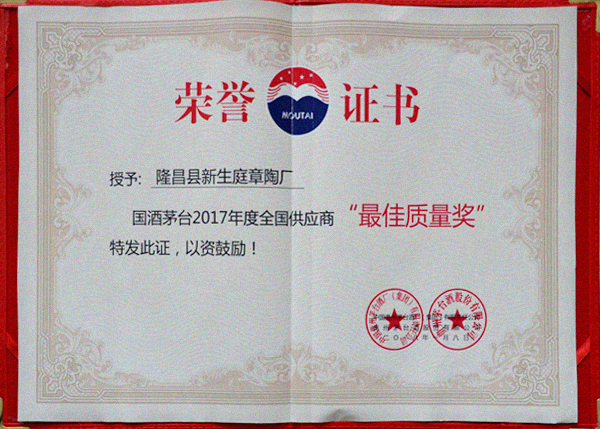 荣誉 MOUTAI 证书
授予: 隆昌县新生庭章陶厂
国酒茅台2017年度全国供应商 “最佳质量奖”
特发此证，以资鼓励！